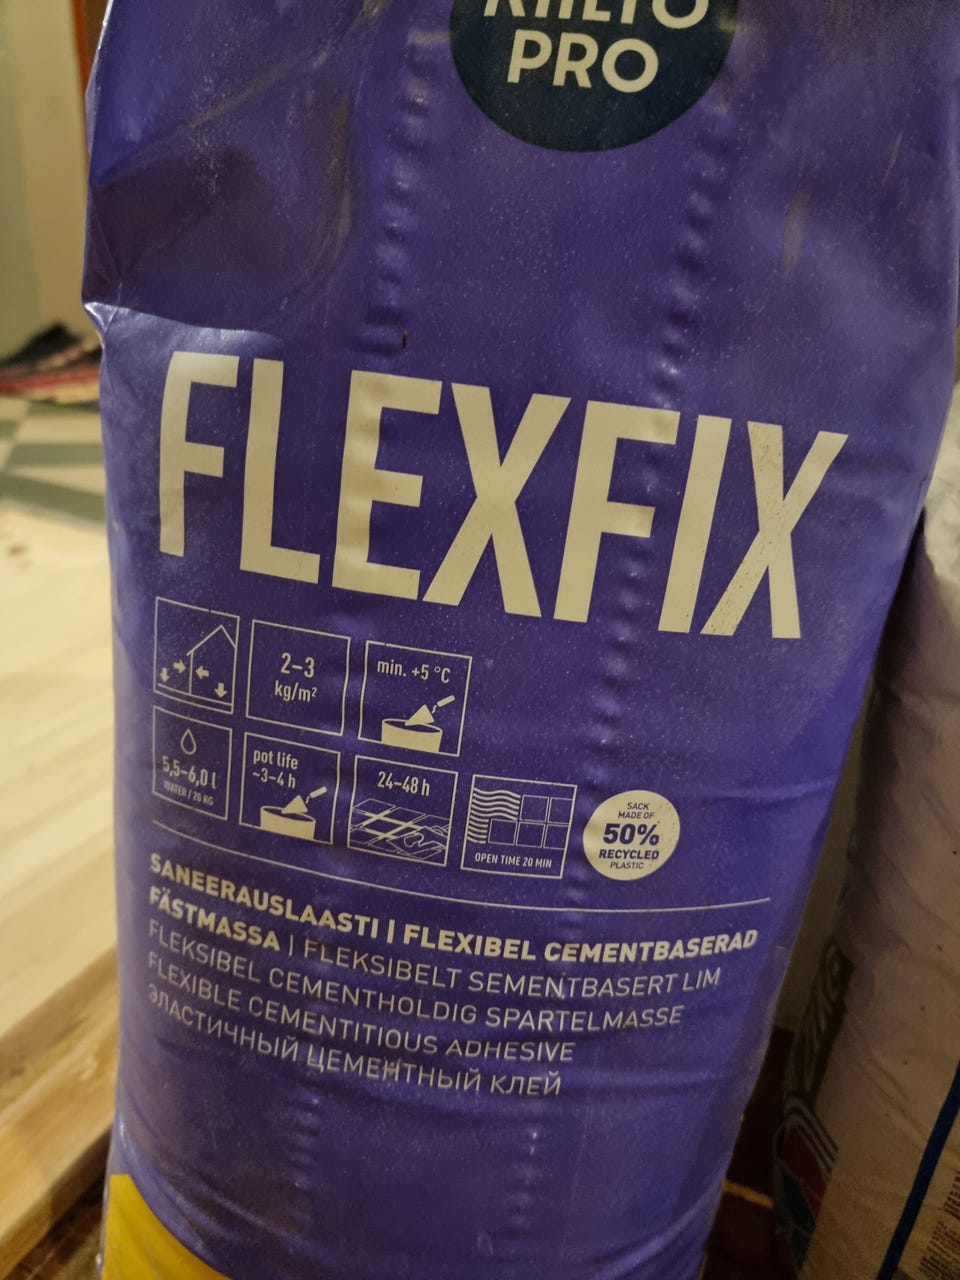 KIILTO
PRO
FLEXFIX
2–3
kg/m²
min. +5 °C
5,5–6,0 l
WATER / 20 KG
pot life
~3–4 h
24–48 h
OPEN TIME 20 MIN
SACK
MADE OF
50%
RECYCLED
PLASTIC
SANEERAUSLAASTI | FLEXIBEL CEMENTBASERAD
FÄSTMASSA | FLEKSIBELT SEMENTBASERT LIM
FLEKSIBEL CEMENTHOLDIG SPARTELMASSE
FLEXIBLE CEMENTITIOUS ADHESIVE
ЭЛАСТИЧНЫЙ ЦЕМЕНТНЫЙ КЛЕЙ